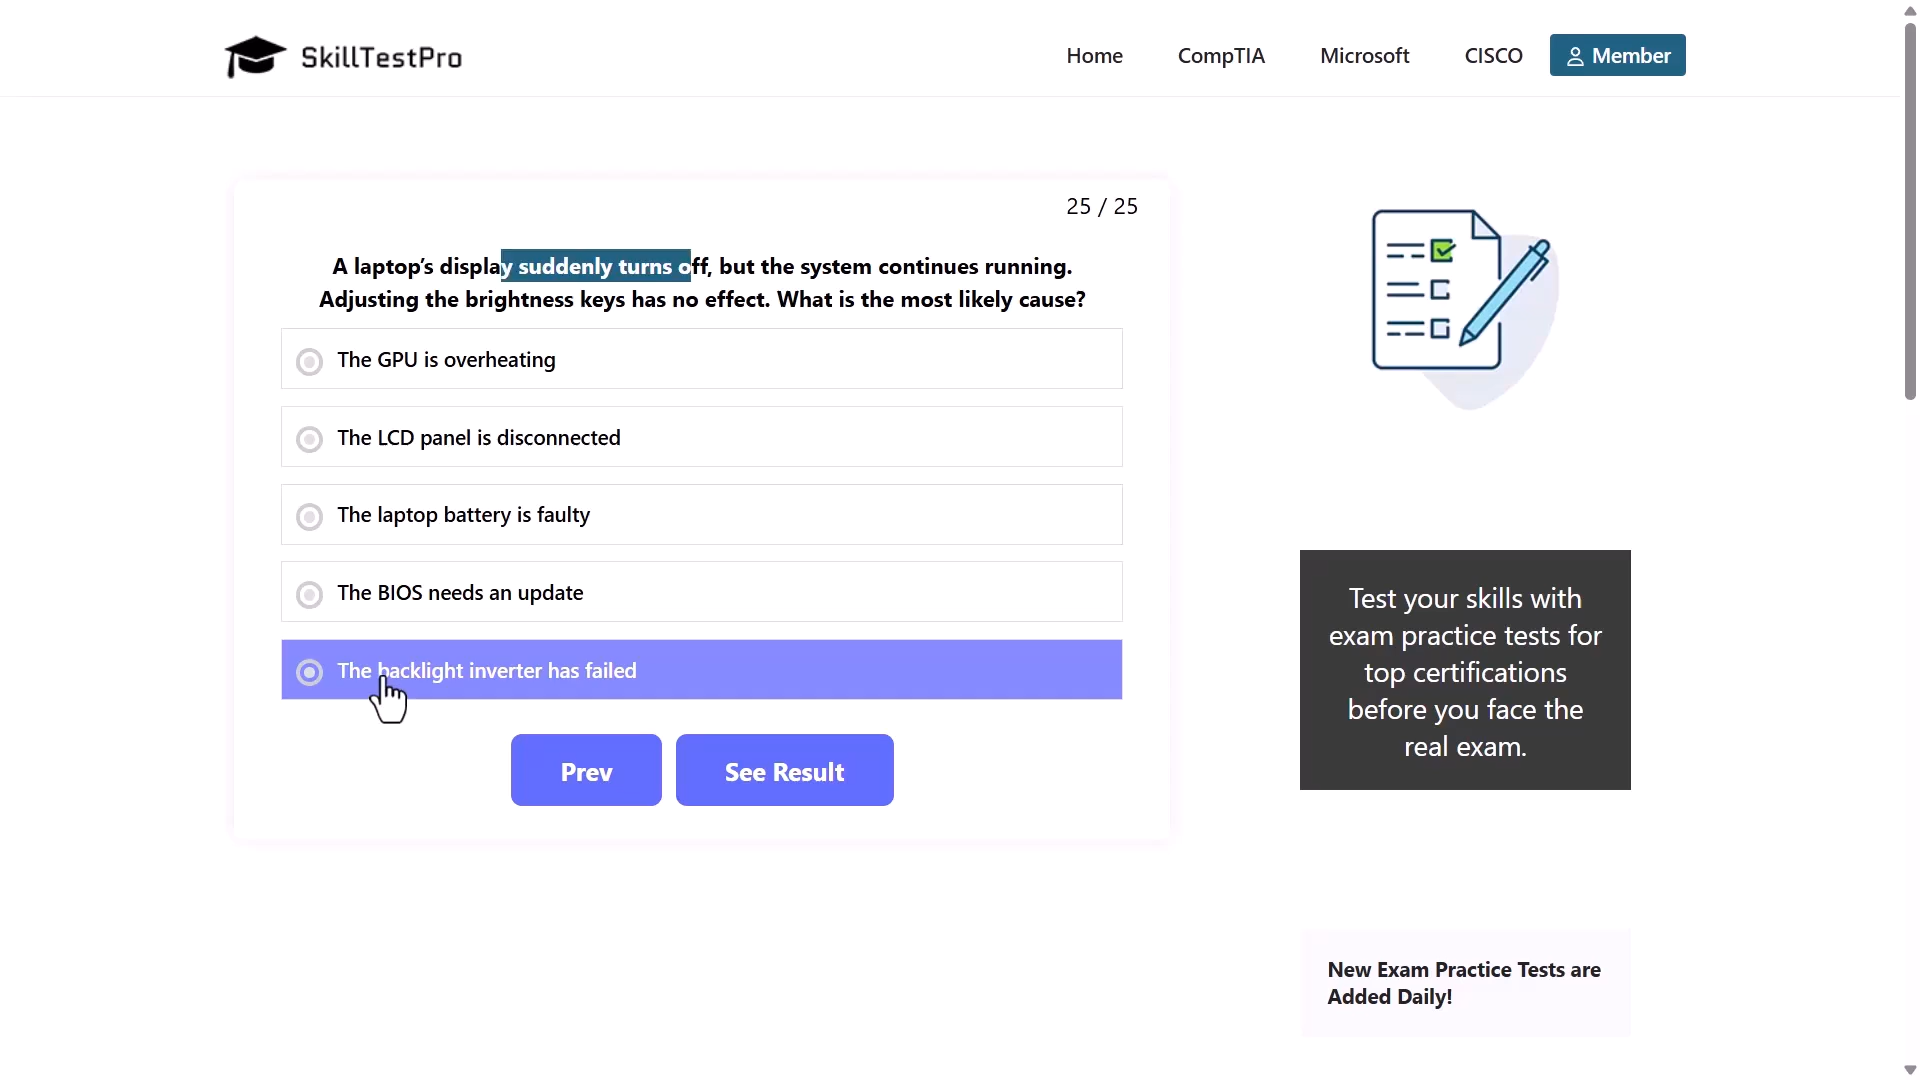 SkillTestPro
Home
CompTIA
Microsoft
CISCO
Member
25 / 25
A laptop’s display suddenly turns off, but the system continues running.
Adjusting the brightness keys has no effect. What is the most likely cause?
The GPU is overheating
The LCD panel is disconnected
The laptop battery is faulty
The BIOS needs an update
The backlight inverter has failed
Prev
See Result
Test your skills with
exam practice tests for
top certifications
before you face the
real exam.
New Exam Practice Tests are
Added Daily!